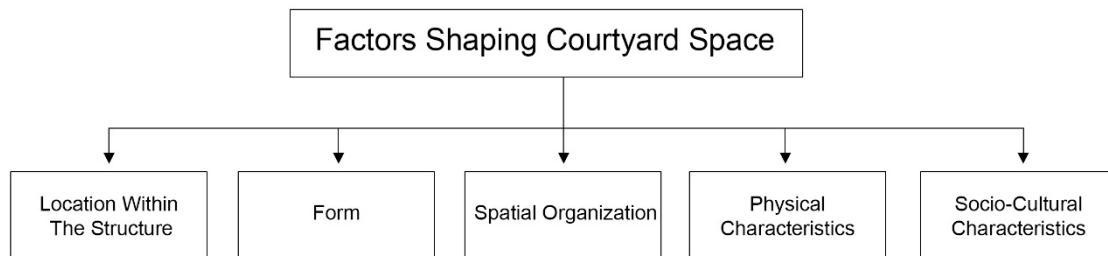 Factors Shaping Courtyard Space
Location Within
The Structure
Form
Spatial Organization
Physical
Characteristics
Socio-Cultural
Characteristics